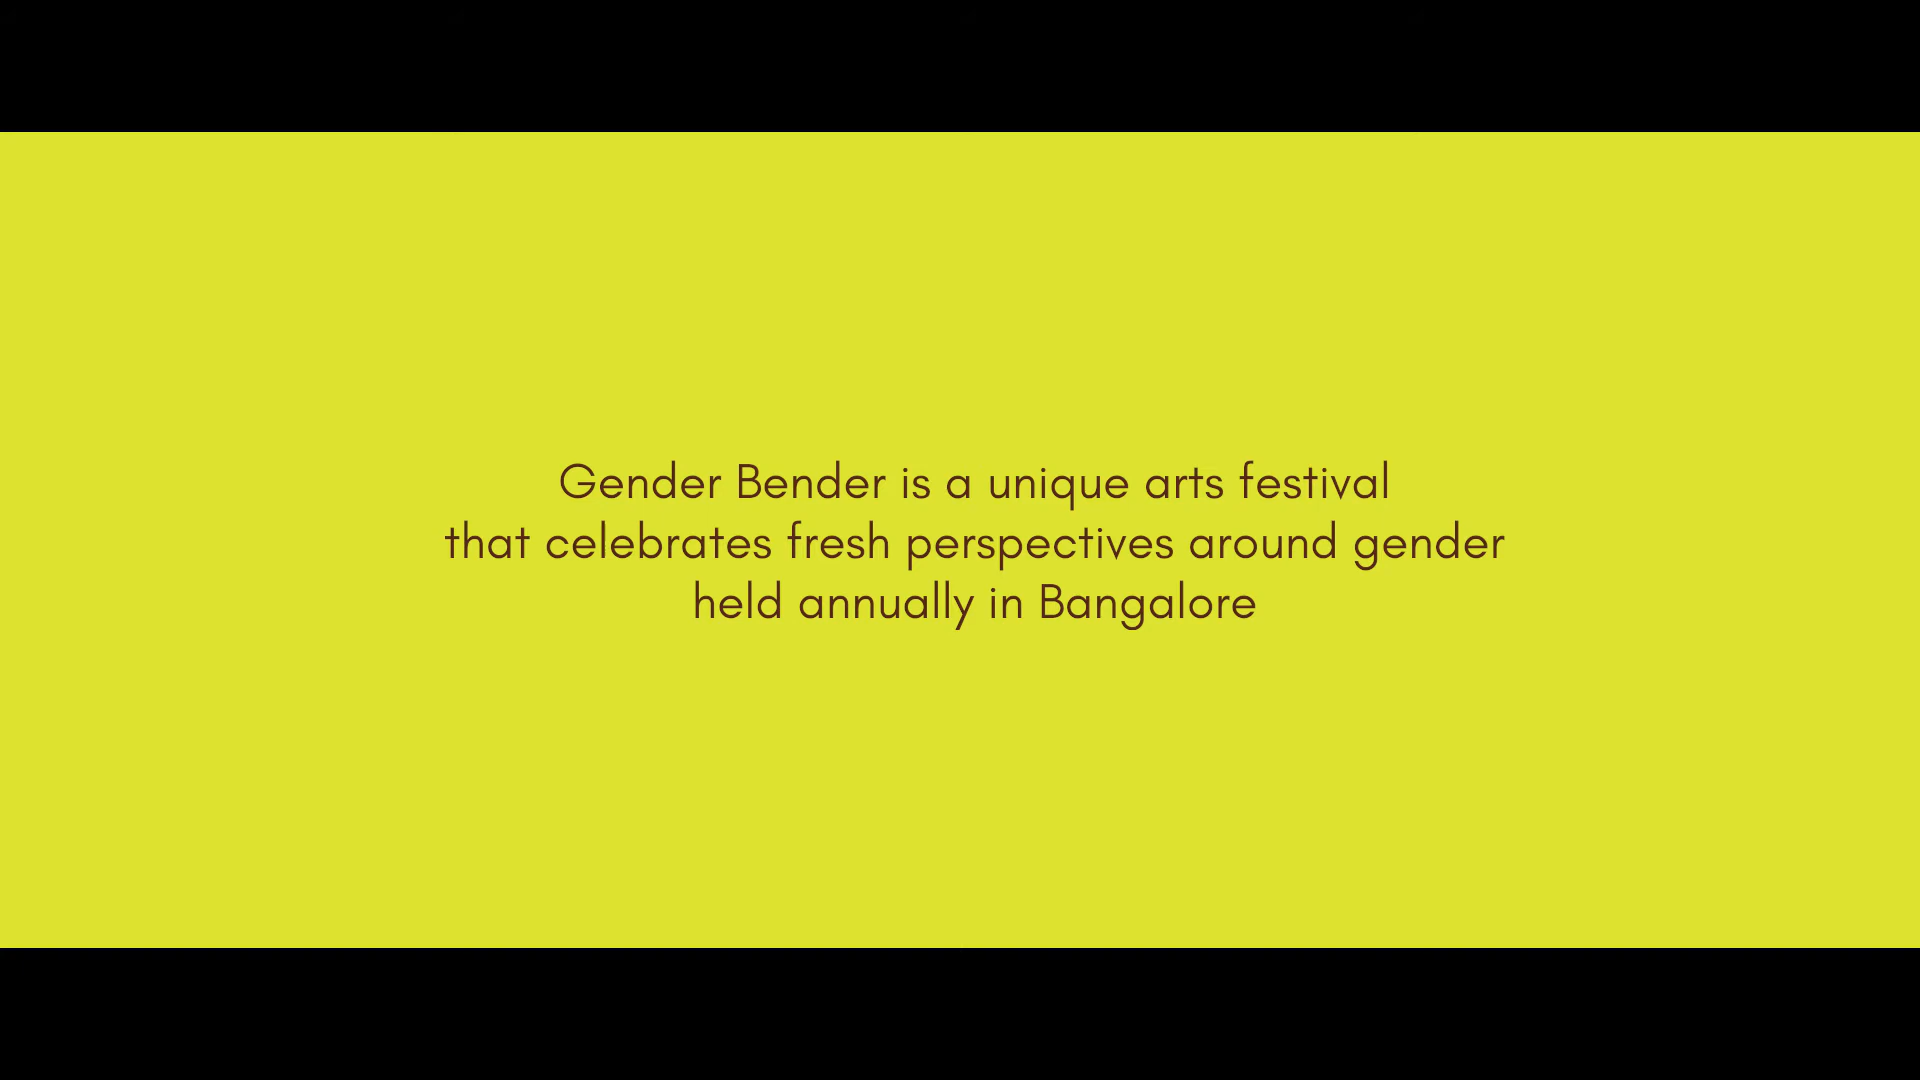 Gender Bender is a unique arts festival
that celebrates fresh perspectives around gender
held annually in Bangalore